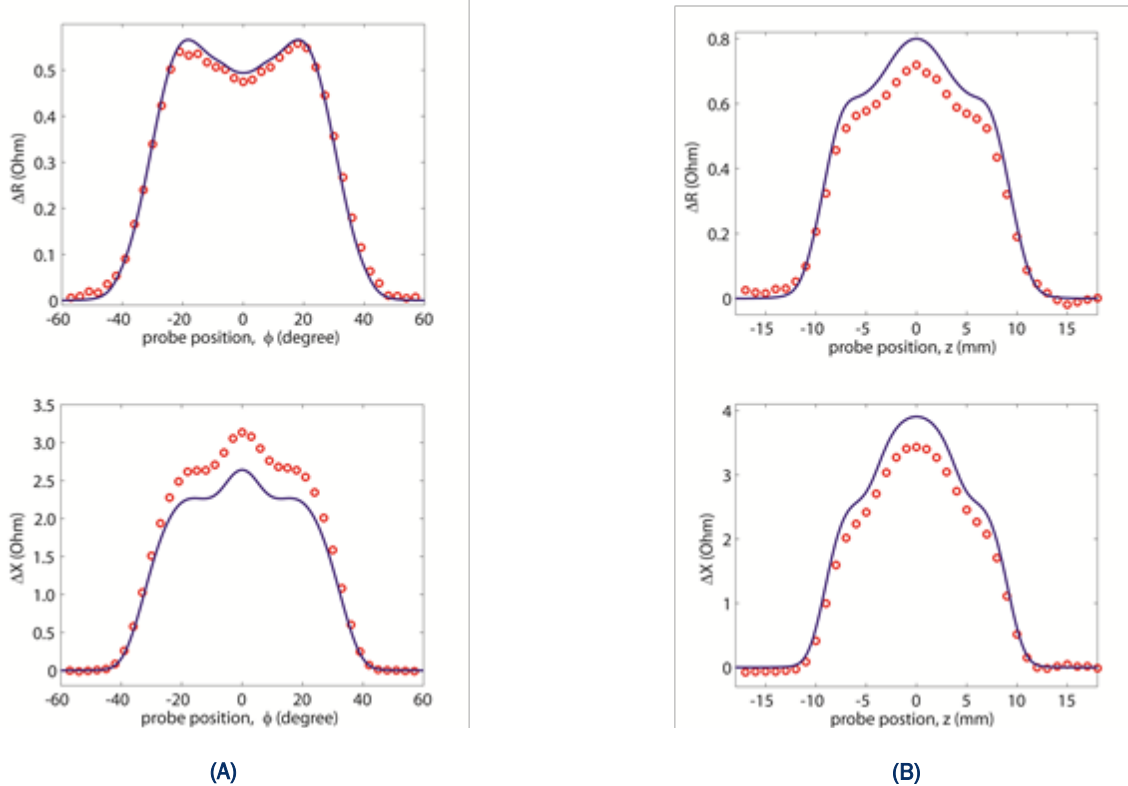 0.5
0.4
0.3
0.2
0.1
0
ΔR (Ohm)
-60 -40 -20 0 20 40 60
probe position, ϕ (degree)
3.5
3.0
2.5
2.0
1.5
1.0
0.5
0
ΔX (Ohm)
-60 -40 -20 0 20 40 60
probe position, ϕ (degree)
(A)
0.8
0.6
0.4
0.2
0
ΔR (Ohm)
-15 -10 -5 0 5 10 15
probe position, z (mm)
4
3
2
1
0
ΔX (Ohm)
-15 -10 -5 0 5 10 15
probe postion, z (mm)
(B)